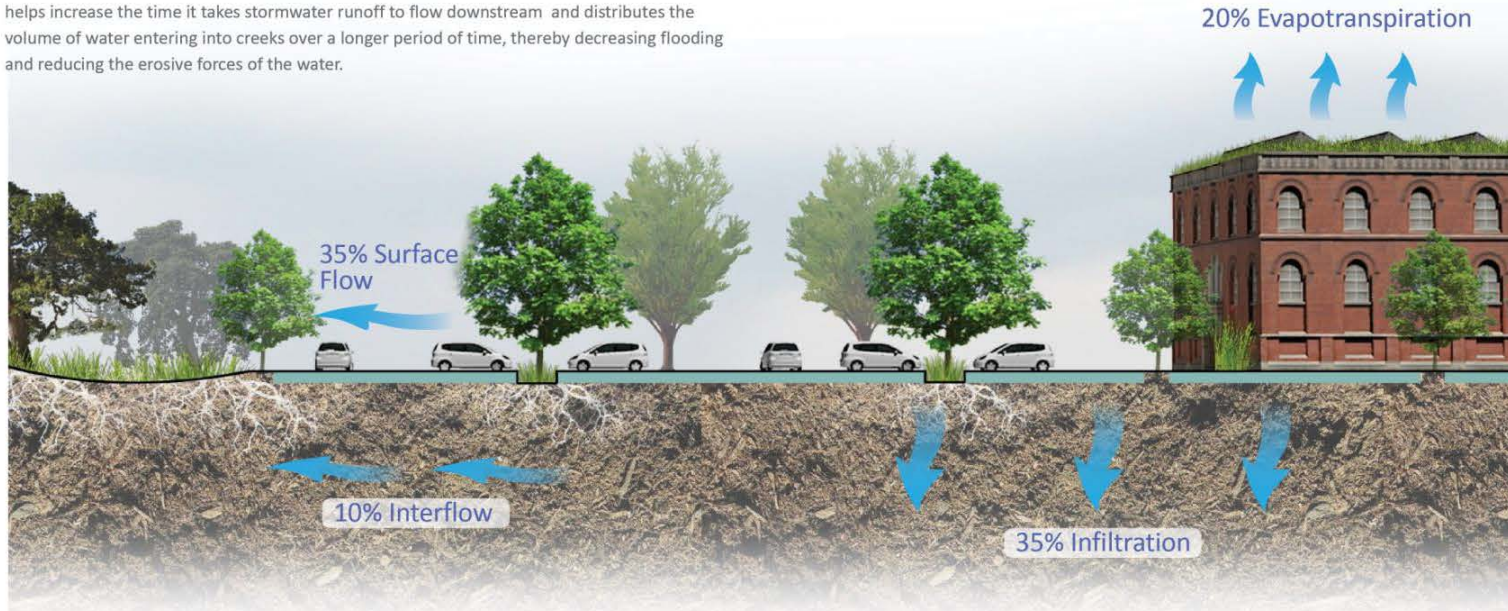 helps increase the time it takes stormwater runoff to flow downstream and distributes the
volume of water entering into creeks over a longer period of time, thereby decreasing flooding
and reducing the erosive forces of the water.
20% Evapotranspiration
35% Surface
Flow
10% Interflow
35% Infiltration